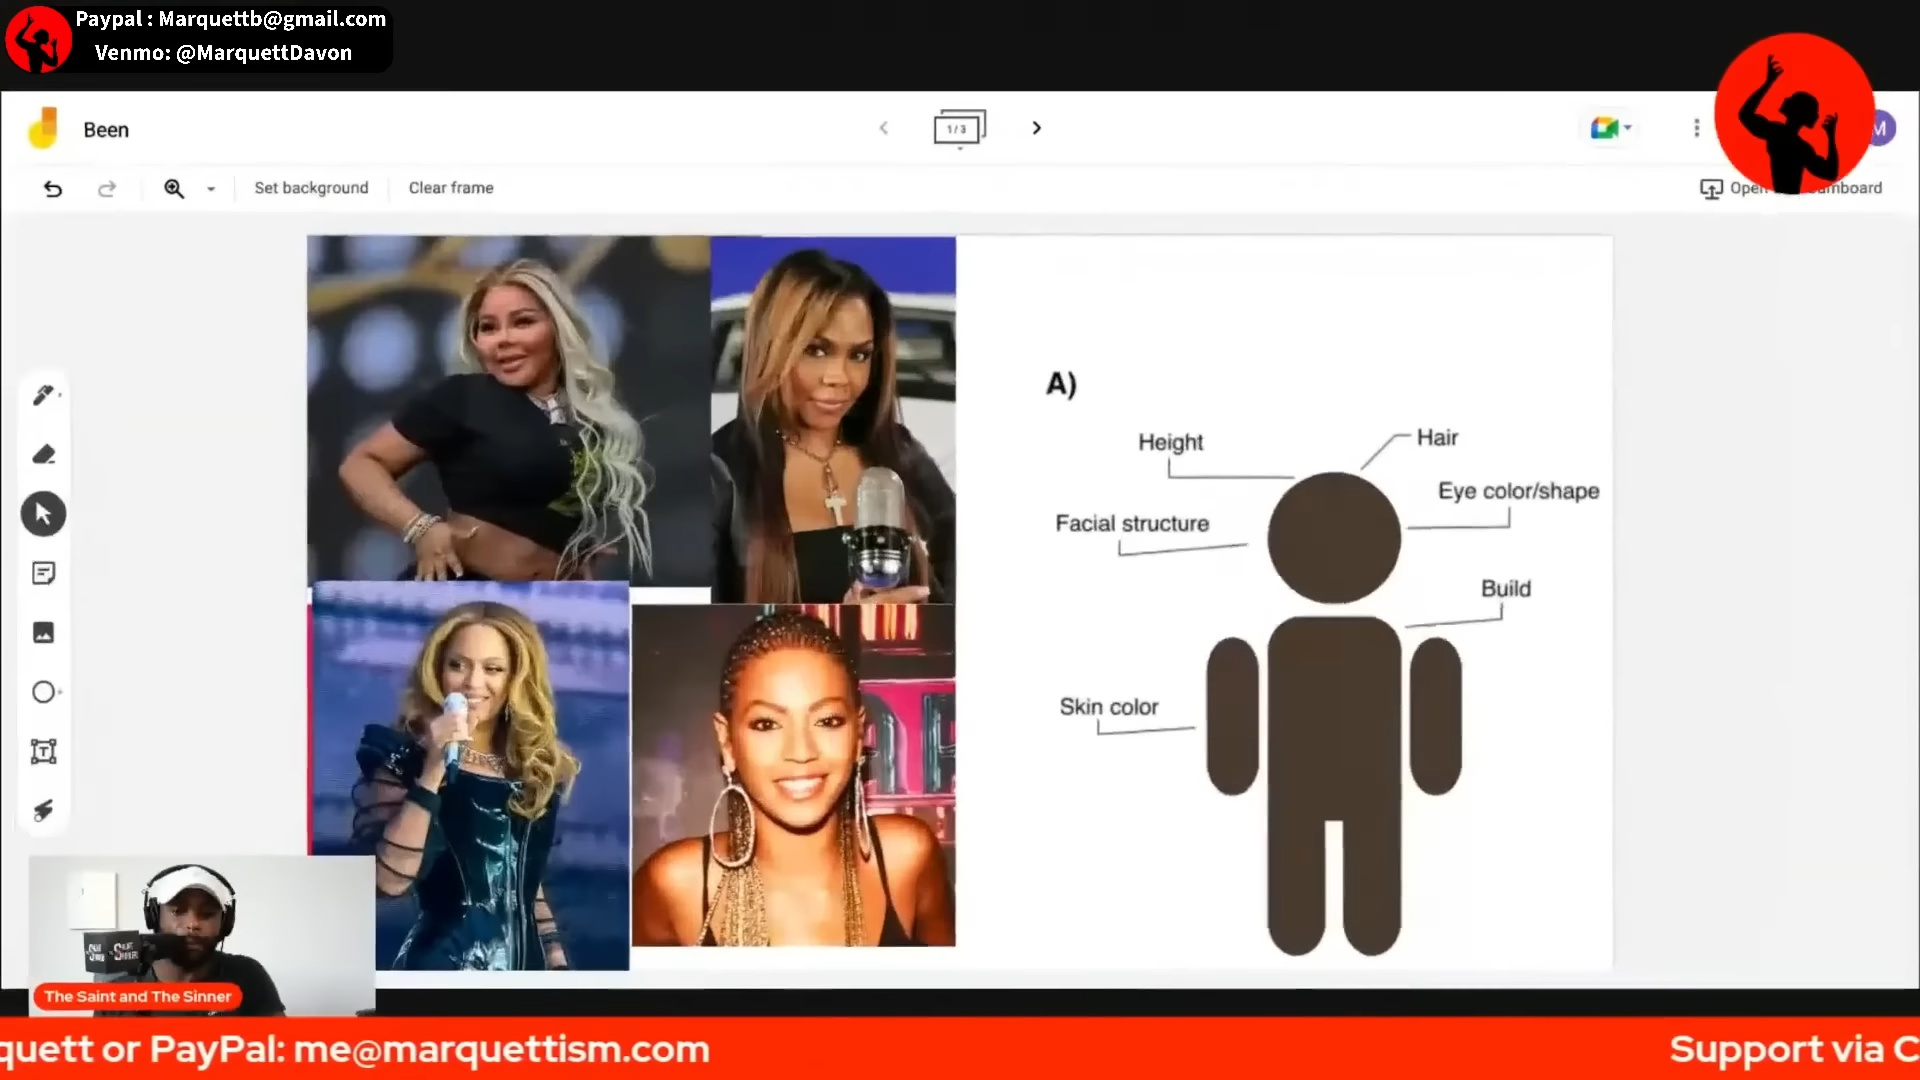 Paypal : Marquettb@gmail.com
Venmo: @MarquettDavon
Been
1/3
M
Set background
Clear frame
Open
A)
Height
Hair
Eye color/shape
Facial structure
Build
Skin color
The Saint and The Sinner
quett or PayPal: me@marquettism.com
Support via C